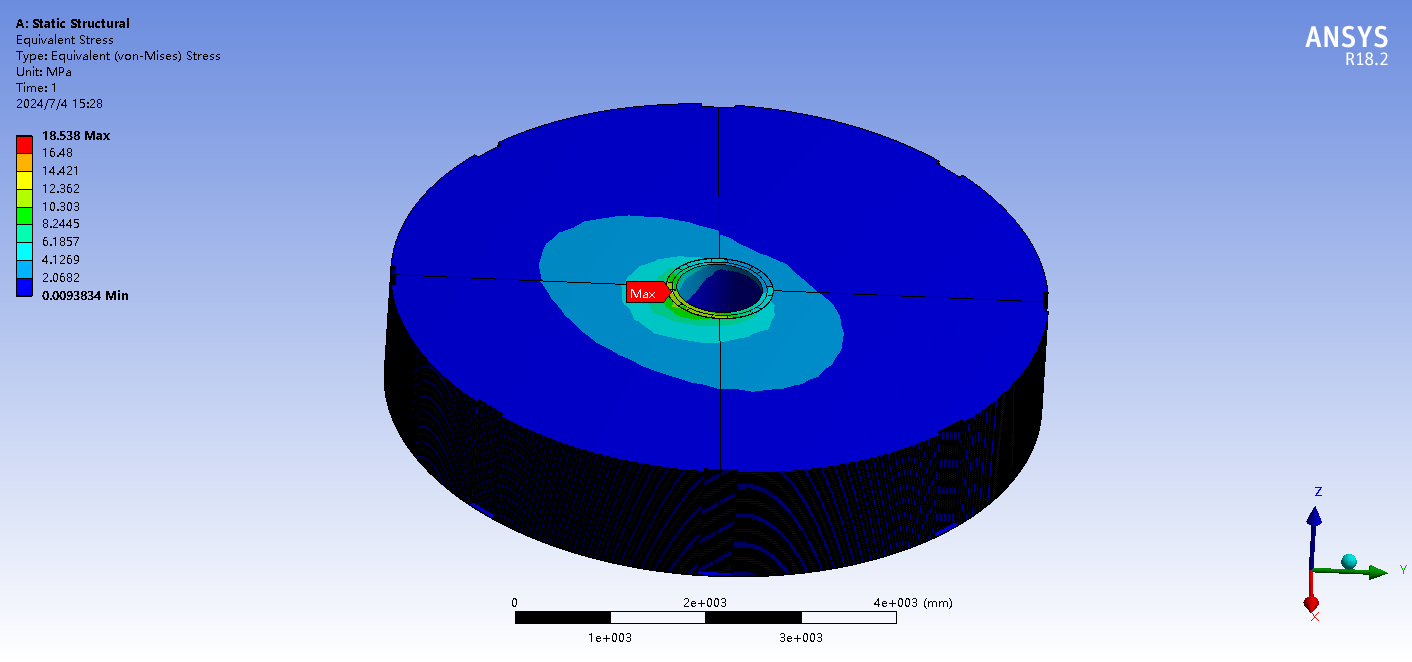 A: Static Structural
Equivalent Stress
Type: Equivalent (von-Mises) Stress
Unit: MPa
Time: 1
2024/7/4 15:28
18.538 Max
16.48
14.421
12.362
10.303
8.2445
6.1857
4.1269
2.0682
0.0093834 Min
ANSYS
R18.2
Max
Z
Y
X
0 2e+003 4e+003 (mm)
1e+003 3e+003